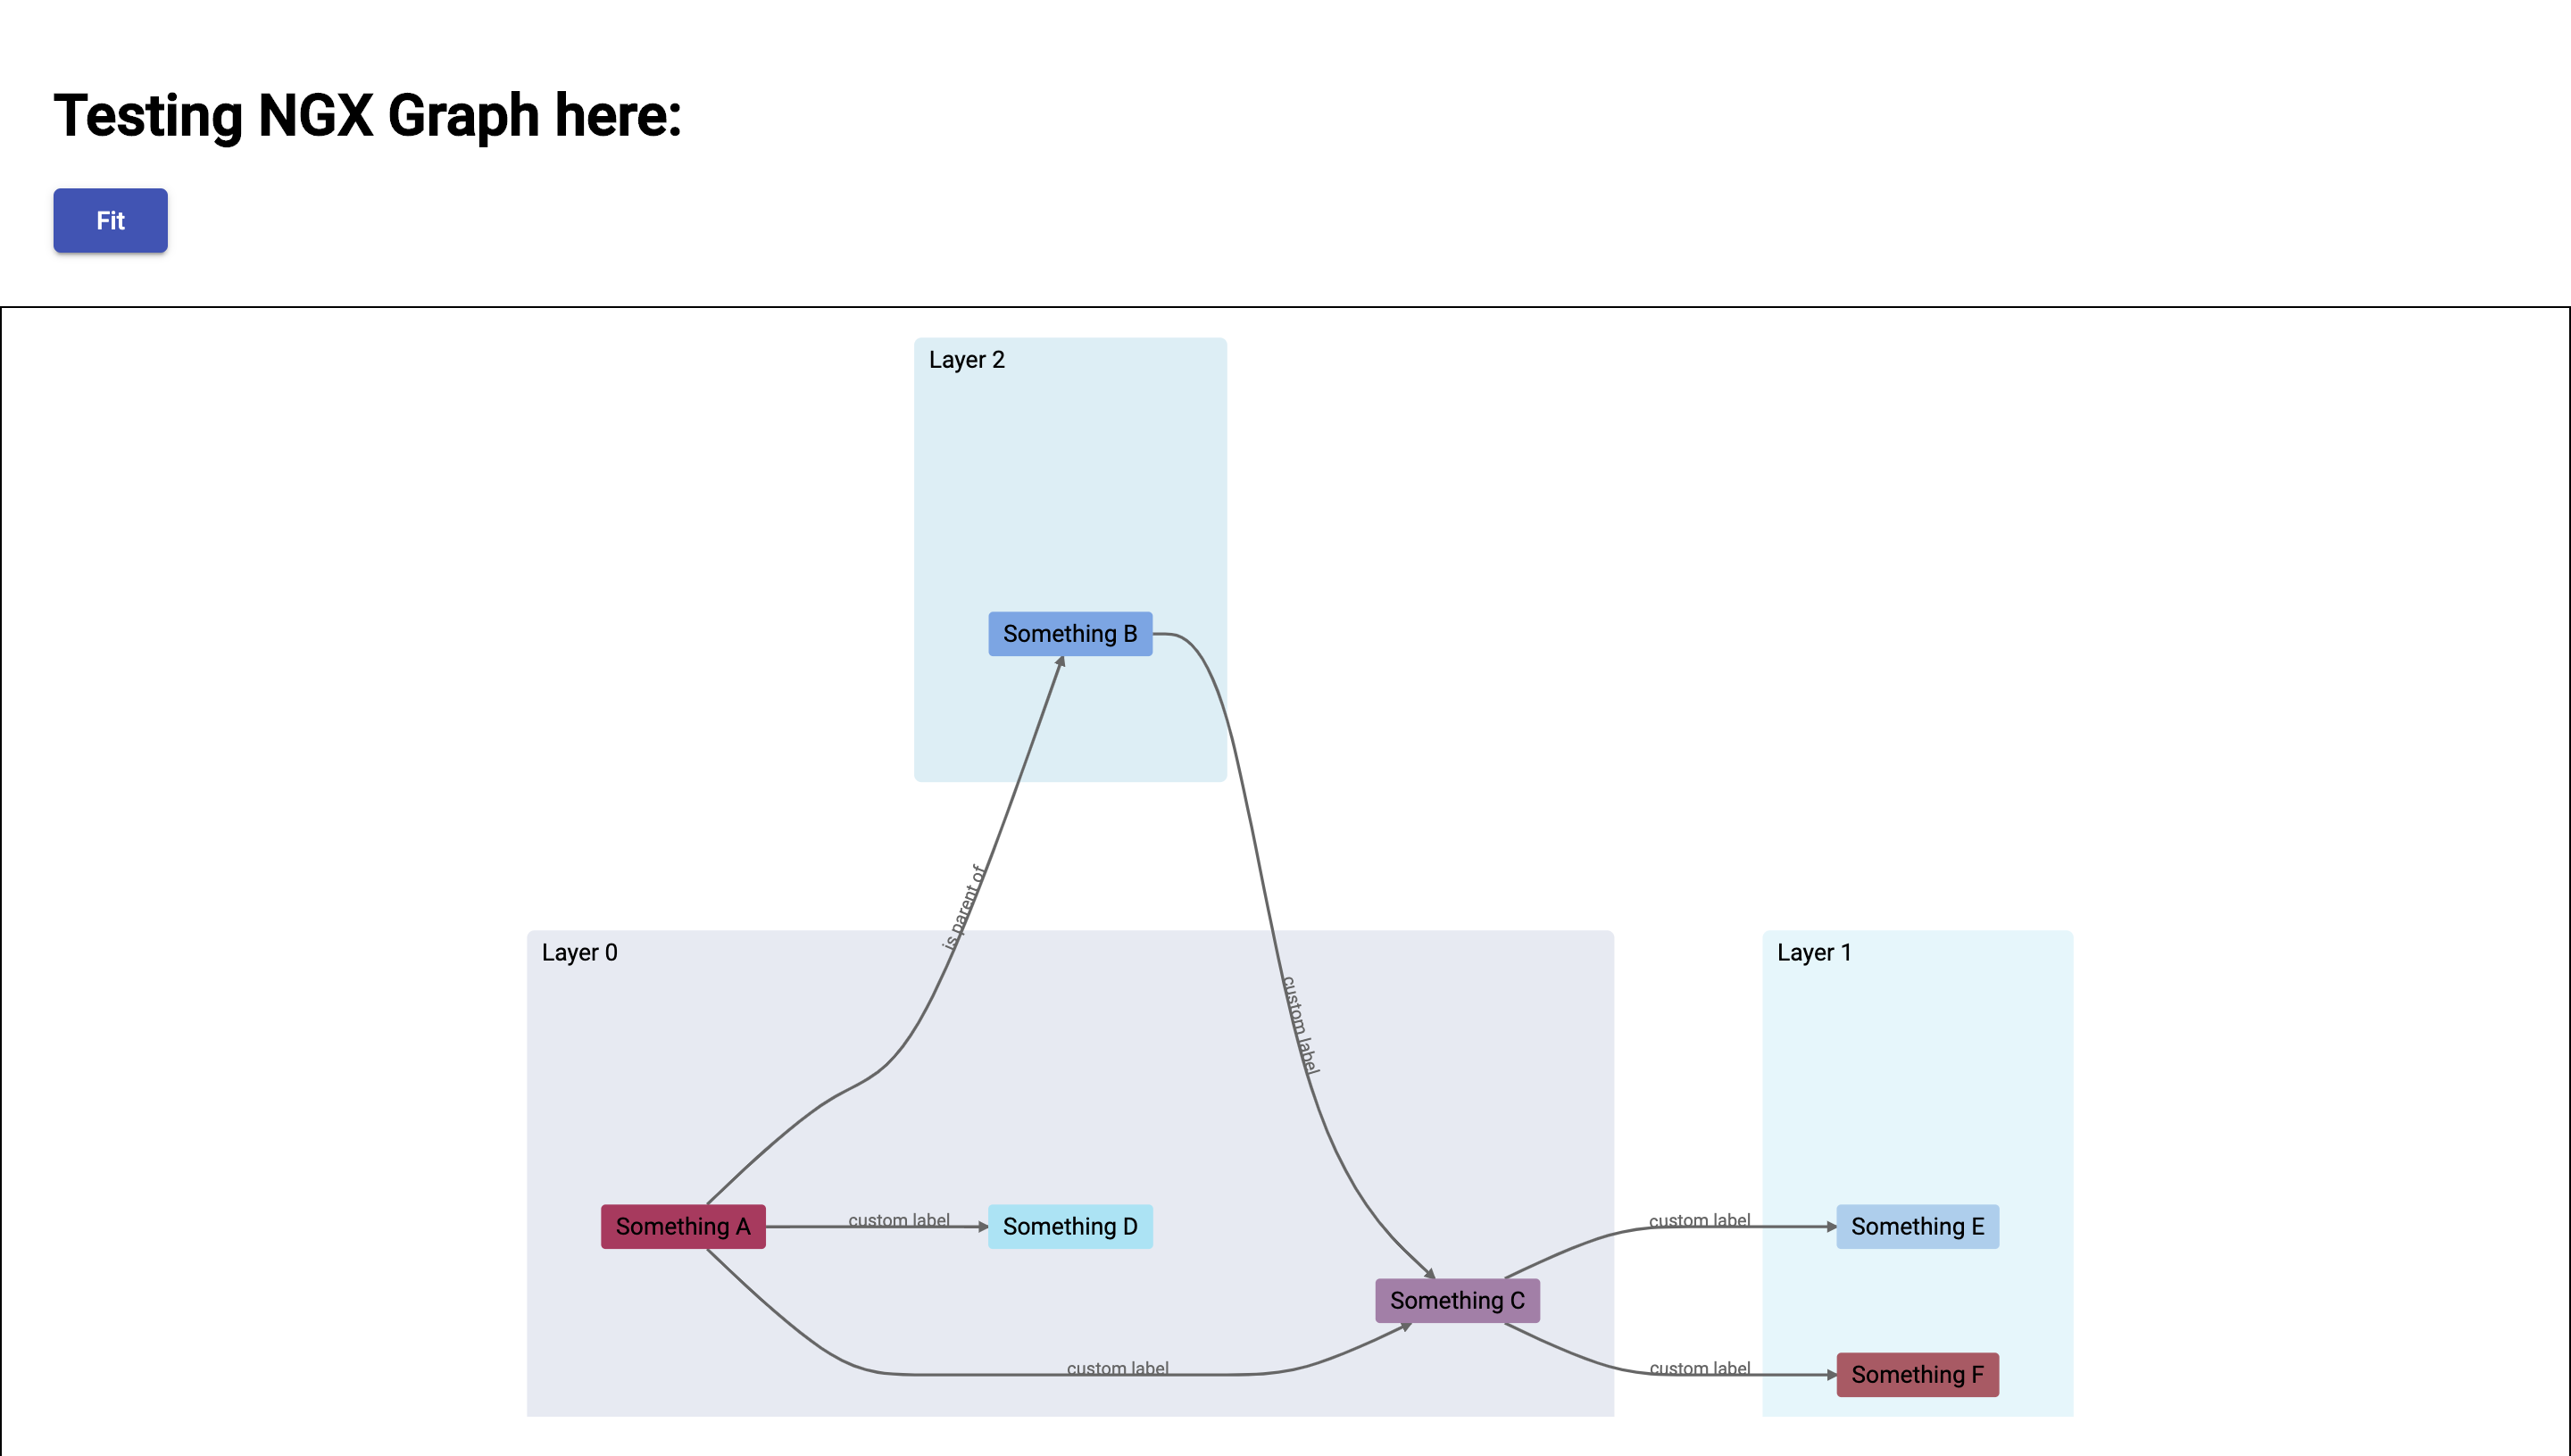 Testing NGX Graph here:
Fit
Layer 2
Something B
is parent of
Layer 0
Layer 1
custom label
Something A
custom label
Something D
custom label
Something E
Something C
custom label
custom label
Something F